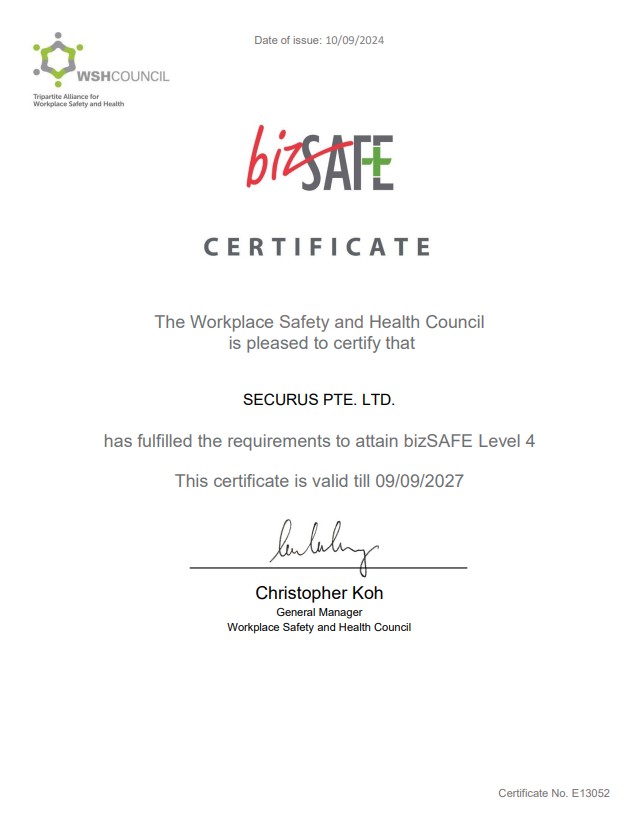 Date of issue: 10/09/2024
WSHCOUNCIL
Tripartite Alliance for
Workplace Safety and Health
bizSAFE
CERTIFICATE
The Workplace Safety and Health Council
is pleased to certify that
SECURUS PTE. LTD.
has fulfilled the requirements to attain bizSAFE Level 4
This certificate is valid till 09/09/2027
Christopher Koh
General Manager
Workplace Safety and Health Council
Certificate No. E13052